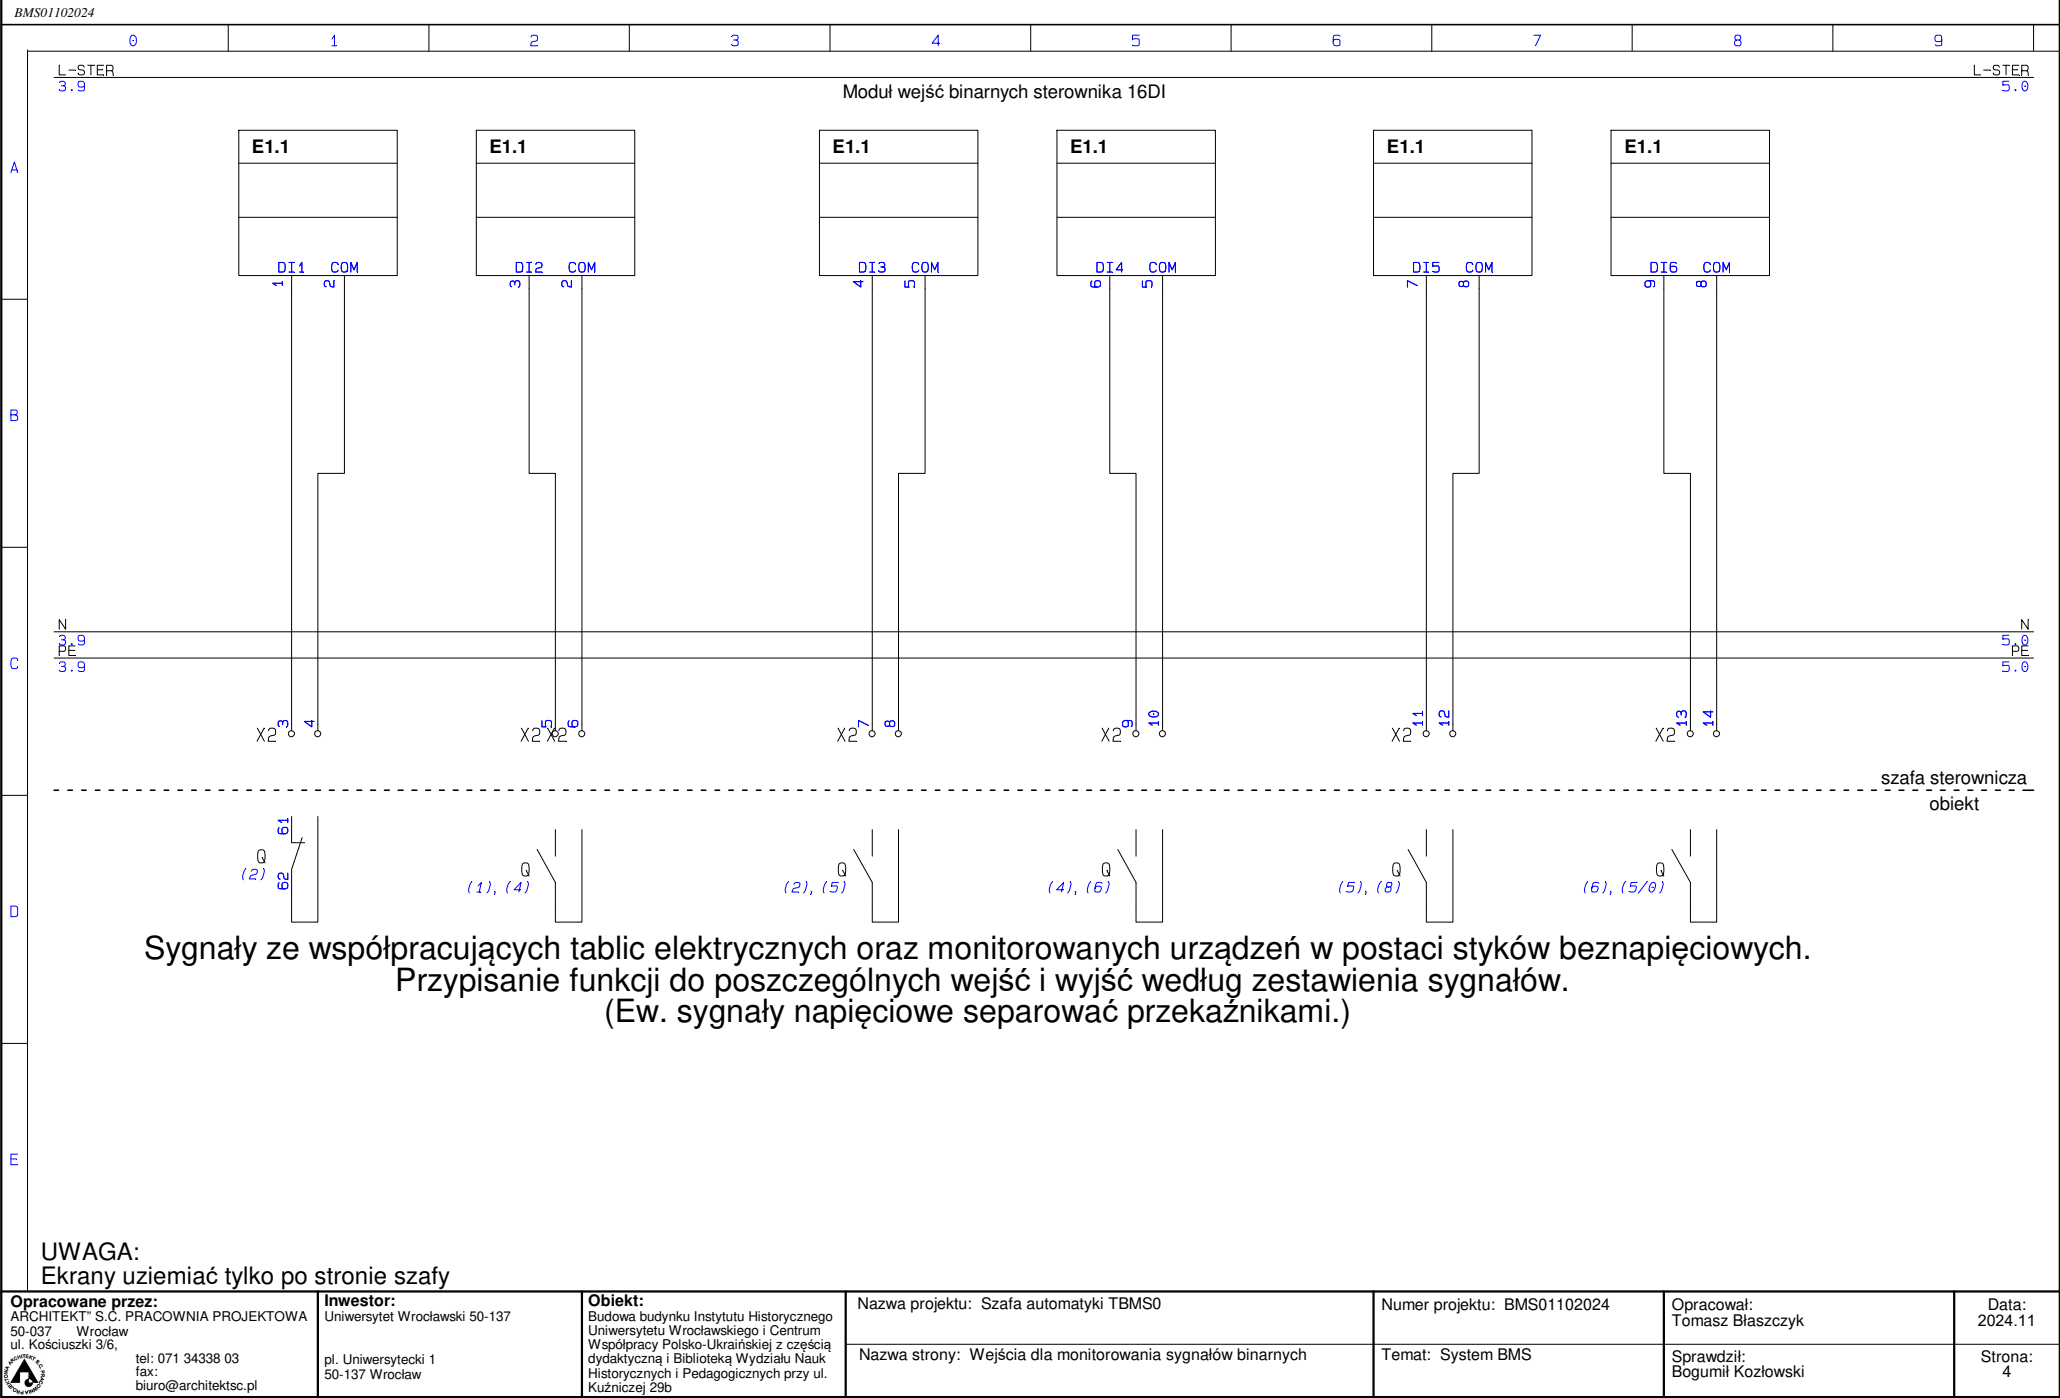 BMS01102024
0 1 2 3 4 5 6 7 8 9
L-STER L-STER
3.9 5.0
Moduł wejść binarnych sterownika 16DI
A
E1.1 E1.1 E1.1 E1.1 E1.1 E1.1
DI1 COM DI2 COM DI3 COM DI4 COM DI5 COM DI6 COM
1 2 3 2 4 5 6 5 7 8 9 8
B
N N
3.9 5.0
PE PE
3.9 5.0
C
3 4 5 6 7 8 9 10 11 12 13 14
X2 X2 X2 X2 X2 X2 X2
szafa sterownicza
obiekt
61
Q Q Q Q Q Q
(2) (1), (4) (2), (5) (4), (6) (5), (8) (6), (5/0)
62
D
Sygnały ze współpracujących tablic elektrycznych oraz monitorowanych urządzeń w postaci styków beznapięciowych.
Przypisanie funkcji do poszczególnych wejść i wyjść według zestawienia sygnałów.
(Ew. sygnały napięciowe separować przekaźnikami.)
E
UWAGA:
Ekrany uziemiać tylko po stronie szafy
Opracowane przez:
ARCHITEKT" S.C. PRACOWNIA PROJEKTOWA
50-037 Wrocław
ul. Kościuszki 3/6,
tel: 071 34338 03
fax:
biuro@architektsc.pl
Inwestor:
Uniwersytet Wrocławski 50-137
pl. Uniwersytecki 1
50-137 Wrocław
Obiekt:
Budowa budynku Instytutu Historycznego
Uniwersytetu Wrocławskiego i Centrum
Współpracy Polsko-Ukraińskiej z częścią
dydaktyczną i Biblioteką Wydziału Nauk
Historycznych i Pedagogicznych przy ul.
Kuźniczej 29b
Nazwa projektu: Szafa automatyki TBMS0
Nazwa strony: Wejścia dla monitorowania sygnałów binarnych
Numer projektu: BMS01102024
Temat: System BMS
Opracował:
Tomasz Błaszczyk
Sprawdził:
Bogumił Kozłowski
Data:
2024.11
Strona:
4